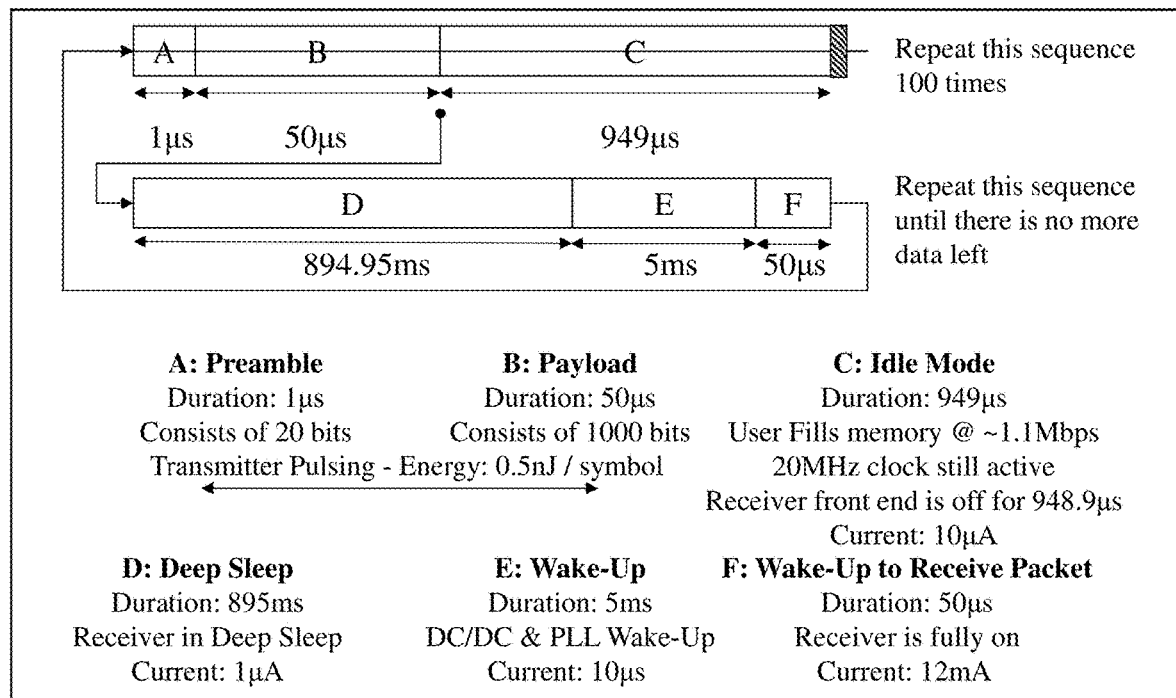 A B C
Repeat this sequence
100 times
1μs 50μs 949μs
D E F
Repeat this sequence
until there is no more
data left
894.95ms 5ms 50μs
A: Preamble
Duration: 1μs
Consists of 20 bits
B: Payload
Duration: 50μs
Consists of 1000 bits
Transmitter Pulsing - Energy: 0.5nJ / symbol
C: Idle Mode
Duration: 949μs
User Fills memory @ ~1.1Mbps
20MHz clock still active
Receiver front end is off for 948.9μs
Current: 10μA
D: Deep Sleep
Duration: 895ms
Receiver in Deep Sleep
Current: 1μA
E: Wake-Up
Duration: 5ms
DC/DC & PLL Wake-Up
Current: 10μs
F: Wake-Up to Receive Packet
Duration: 50μs
Receiver is fully on
Current: 12mA